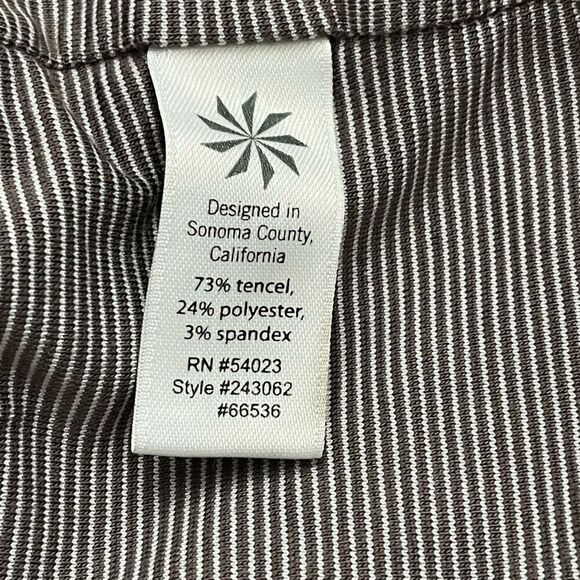 Designed in
Sonoma County,
California
73% tencel,
24% polyester,
3% spandex
RN #54023
Style #243062
#66536